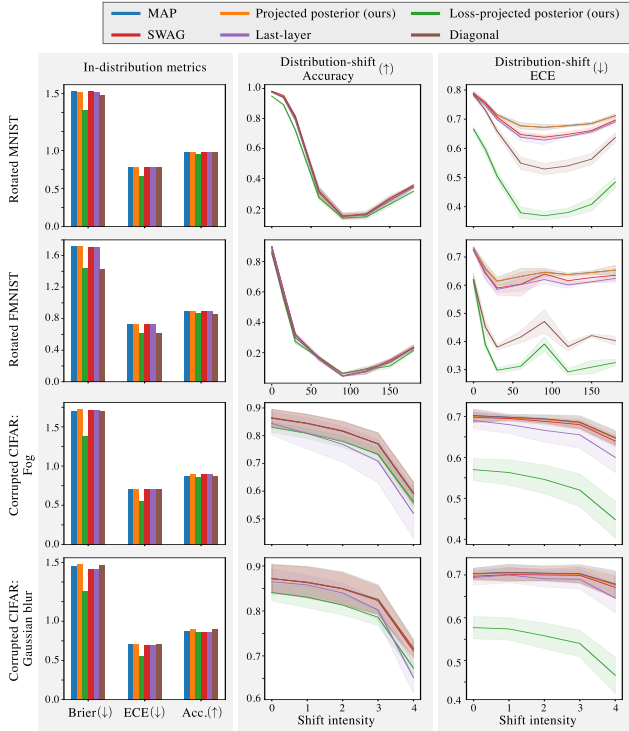 MAP
Projected posterior (ours)
Loss-projected posterior (ours)
SWAG
Last-layer
Diagonal
In-distribution metrics
Distribution-shift
Accuracy (↑)
Distribution-shift
ECE (↓)
Rotated MNIST
1.5
1.0
0.5
0.0
1.0
0.8
0.6
0.4
0.2
0.8
0.7
0.6
0.5
0.4
0.3
Rotated FMNIST
1.5
1.0
0.5
0.0
0.8
0.6
0.4
0.2
0 50 100 150
0.7
0.6
0.5
0.4
0.3
0 50 100 150
Corrupted CIFAR:
Fog
1.5
1.0
0.5
0.0
0.9
0.8
0.7
0.6
0.5
0.7
0.6
0.5
0.4
Corrupted CIFAR:
Gaussian blur
1.5
1.0
0.5
0.0
Brier(↓) ECE(↓) Acc.(↑)
0.9
0.8
0.7
0.6
0 1 2 3 4
Shift intensity
0.7
0.6
0.5
0.4
0 1 2 3 4
Shift intensity